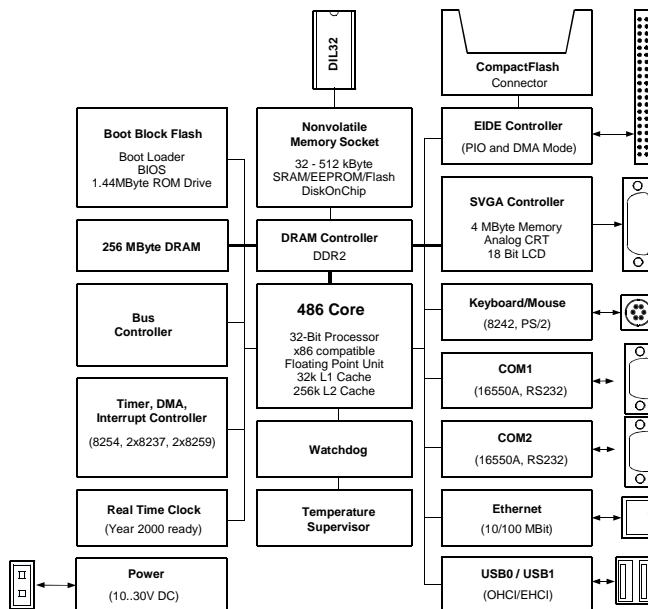 DIL32
CompactFlash
Connector
Boot Block Flash
Boot Loader
BIOS
1.44MByte ROM Drive
Nonvolatile
Memory Socket
32 - 512 kByte
SRAM/EEPROM/Flash
DiskOnChip
EIDE Controller
(PIO and DMA Mode)
256 MByte DRAM
DRAM Controller
DDR2
SVGA Controller
4 MByte Memory
Analog CRT
18 Bit LCD
Bus
Controller
486 Core
32-Bit Processor
x86 compatible
Floating Point Unit
32k L1 Cache
256k L2 Cache
Keyboard/Mouse
(8242, PS/2)
COM1
(16550A, RS232)
Timer, DMA,
Interrupt Controller
(8254, 2x8237, 2x8259)
Watchdog
COM2
(16550A, RS232)
Real Time Clock
(Year 2000 ready)
Temperature
Supervisor
Ethernet
(10/100 MBit)
Power
(10..30V DC)
USB0 / USB1
(OHCI/EHCI)